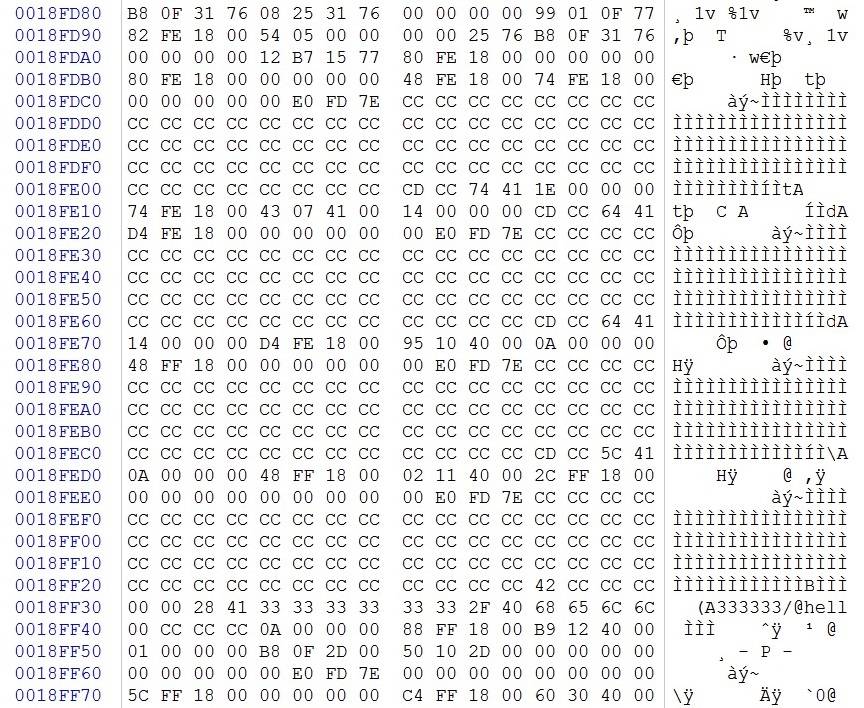 0018FD80 B8 0F 31 76 08 25 31 76 00 00 00 00 99 01 0F 77 ¸ 1v %1v ™ w
0018FD90 82 FE 18 00 54 05 00 00 00 00 25 76 B8 0F 31 76 ‚þ T %v¸ 1v
0018FDA0 00 00 00 00 12 B7 15 77 80 FE 18 00 00 00 00 00 · w€þ
0018FDB0 80 FE 18 00 00 00 00 00 48 FE 18 00 74 FE 18 00 €þ Hþ tþ
0018FDC0 00 00 00 00 00 E0 FD 7E CC CC CC CC CC CC CC CC àý~ÌÌÌÌÌÌÌÌ
0018FDD0 CC CC CC CC CC CC CC CC CC CC CC CC CC CC CC CC ÌÌÌÌÌÌÌÌÌÌÌÌÌÌÌÌ
0018FDE0 CC CC CC CC CC CC CC CC CC CC CC CC CC CC CC CC ÌÌÌÌÌÌÌÌÌÌÌÌÌÌÌÌ
0018FDF0 CC CC CC CC CC CC CC CC CC CC CC CC CC CC CC CC ÌÌÌÌÌÌÌÌÌÌÌÌÌÌÌÌ
0018FE00 CC CC CC CC CC CC CC CC CD CC 74 41 1E 00 00 00 ÌÌÌÌÌÌÌÌÍÌtA
0018FE10 74 FE 18 00 43 07 41 00 14 00 00 00 CD CC 64 41 tþ C A ÍÌdA
0018FE20 D4 FE 18 00 00 00 00 00 00 E0 FD 7E CC CC CC CC Ôþ àý~ÌÌÌÌ
0018FE30 CC CC CC CC CC CC CC CC CC CC CC CC CC CC CC CC ÌÌÌÌÌÌÌÌÌÌÌÌÌÌÌÌ
0018FE40 CC CC CC CC CC CC CC CC CC CC CC CC CC CC CC CC ÌÌÌÌÌÌÌÌÌÌÌÌÌÌÌÌ
0018FE50 CC CC CC CC CC CC CC CC CC CC CC CC CC CC CC CC ÌÌÌÌÌÌÌÌÌÌÌÌÌÌÌÌ
0018FE60 CC CC CC CC CC CC CC CC CC CC CC CC CD CC 64 41 ÌÌÌÌÌÌÌÌÌÌÌÌÍÌdA
0018FE70 14 00 00 00 D4 FE 18 00 95 10 40 00 0A 00 00 00 Ôþ • @
0018FE80 48 FF 18 00 00 00 00 00 00 E0 FD 7E CC CC CC CC Hÿ àý~ÌÌÌÌ
0018FE90 CC CC CC CC CC CC CC CC CC CC CC CC CC CC CC CC ÌÌÌÌÌÌÌÌÌÌÌÌÌÌÌÌ
0018FEA0 CC CC CC CC CC CC CC CC CC CC CC CC CC CC CC CC ÌÌÌÌÌÌÌÌÌÌÌÌÌÌÌÌ
0018FEB0 CC CC CC CC CC CC CC CC CC CC CC CC CC CC CC CC ÌÌÌÌÌÌÌÌÌÌÌÌÌÌÌÌ
0018FEC0 CC CC CC CC CC CC CC CC CC CC CC CC CD CC 5C 41 ÌÌÌÌÌÌÌÌÌÌÌÌÍÌ\A
0018FED0 0A 00 00 00 48 FF 18 00 02 11 40 00 2C FF 18 00 Hÿ @ ,ÿ
0018FEE0 00 00 00 00 00 00 00 00 00 E0 FD 7E CC CC CC CC àý~ÌÌÌÌ
0018FEF0 CC CC CC CC CC CC CC CC CC CC CC CC CC CC CC CC ÌÌÌÌÌÌÌÌÌÌÌÌÌÌÌÌ
0018FF00 CC CC CC CC CC CC CC CC CC CC CC CC CC CC CC CC ÌÌÌÌÌÌÌÌÌÌÌÌÌÌÌÌ
0018FF10 CC CC CC CC CC CC CC CC CC CC CC CC CC CC CC CC ÌÌÌÌÌÌÌÌÌÌÌÌÌÌÌÌ
0018FF20 CC CC CC CC CC CC CC CC CC CC CC CC 42 CC CC CC ÌÌÌÌÌÌÌÌÌÌÌÌBÌÌÌ
0018FF30 00 00 28 41 33 33 33 33 33 33 2F 40 68 65 6C 6C (A333333/@hell
0018FF40 00 CC CC CC 0A 00 00 00 88 FF 18 00 B9 12 40 00 ÌÌÌ ˆÿ ¹ @
0018FF50 01 00 00 00 B8 0F 2D 00 50 10 2D 00 00 00 00 00 ¸ - P -
0018FF60 00 00 00 00 00 E0 FD 7E 00 00 00 00 00 00 00 00 àý~
0018FF70 5C FF 18 00 00 00 00 00 C4 FF 18 00 60 30 40 00 \ÿ Äÿ `0@